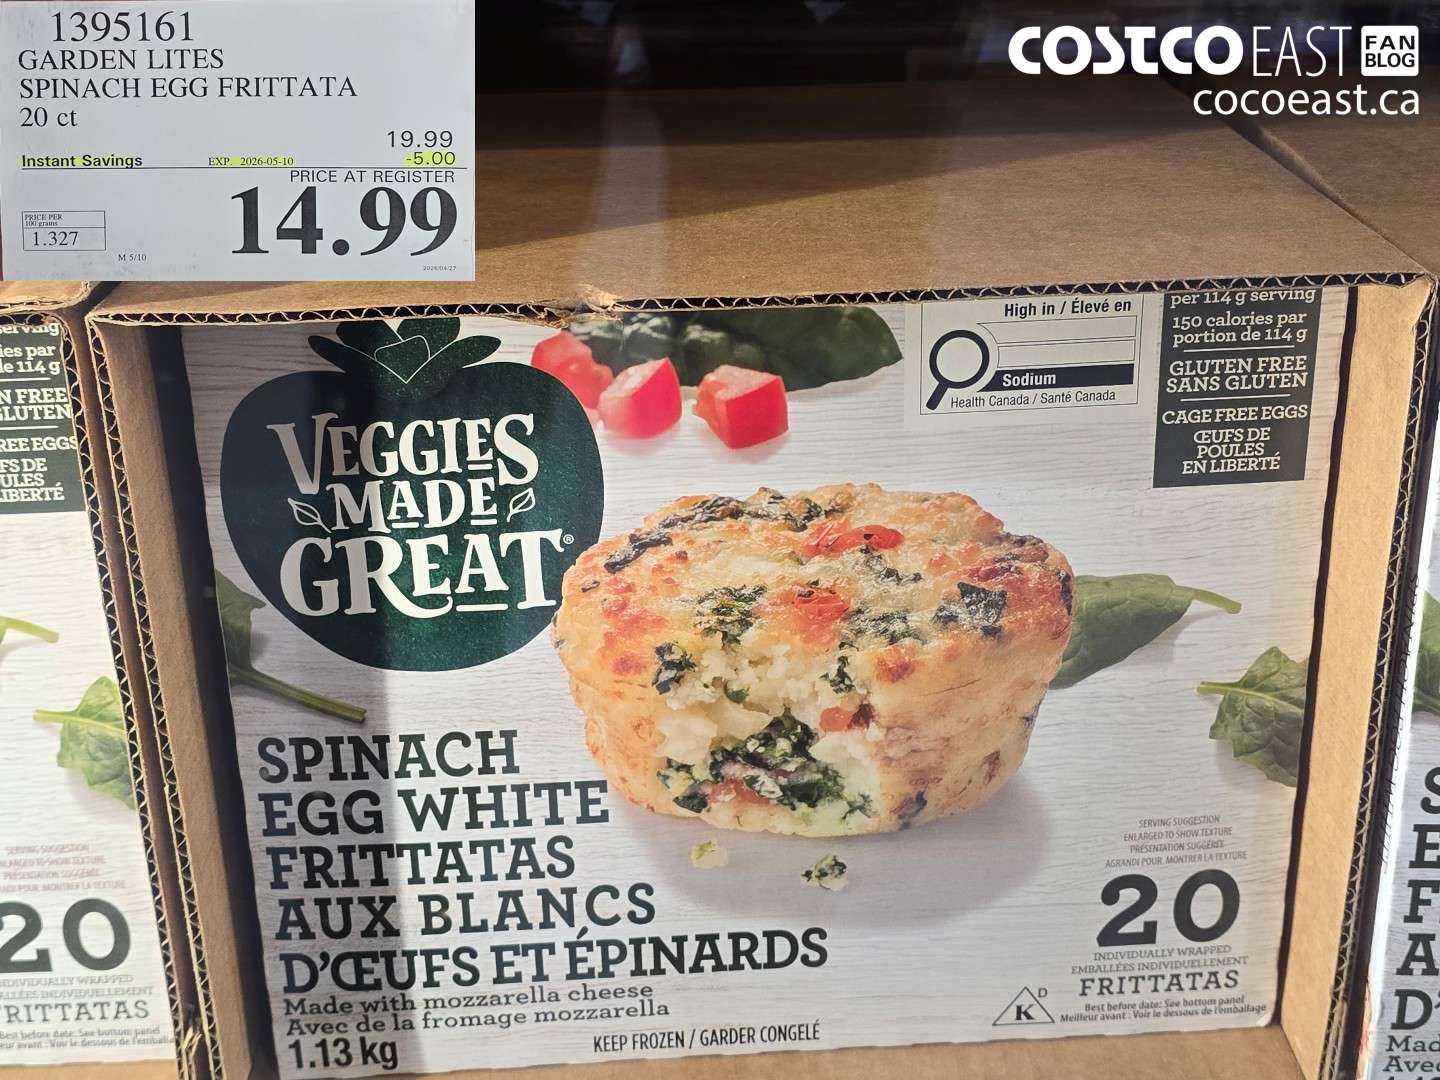 1395161
GARDEN LITES
SPINACH EGG FRITTATA
20 ct
19.99
Instant Savings EXP. 2026-05-10 -5.00
PRICE AT REGISTER
14.99
PRICE PER
100 grams
1.327
M 5/10
2026/04/27
COSTCO EAST FAN BLOG
cocoeast.ca
High in / Élevé en
Sodium
Health Canada / Santé Canada
per 114 g serving
150 calories par
portion de 114 g
GLUTEN FREE
SANS GLUTEN
CAGE FREE EGGS
ŒUFS DE
POULES
EN LIBERTÉ
VEGGIES
MADE
GREAT®
SPINACH
EGG WHITE
FRITTATAS
AUX BLANCS
D'ŒUFS ET ÉPINARDS
Made with mozzarella cheese
Avec de la fromage mozzarella
1.13 kg
KEEP FROZEN / GARDER CONGELÉ
SERVING SUGGESTION
ENLARGED TO SHOW TEXTURE
PRÉSENTATION SUGGÉRÉE
AGRANDI POUR MONTRER LA TEXTURE
20
INDIVIDUALLY WRAPPED
EMBALLÉES INDIVIDUELLEMENT
FRITTATAS
K D
Best before date: See bottom panel
Meilleur avant : Voir le dessous de l'emballage